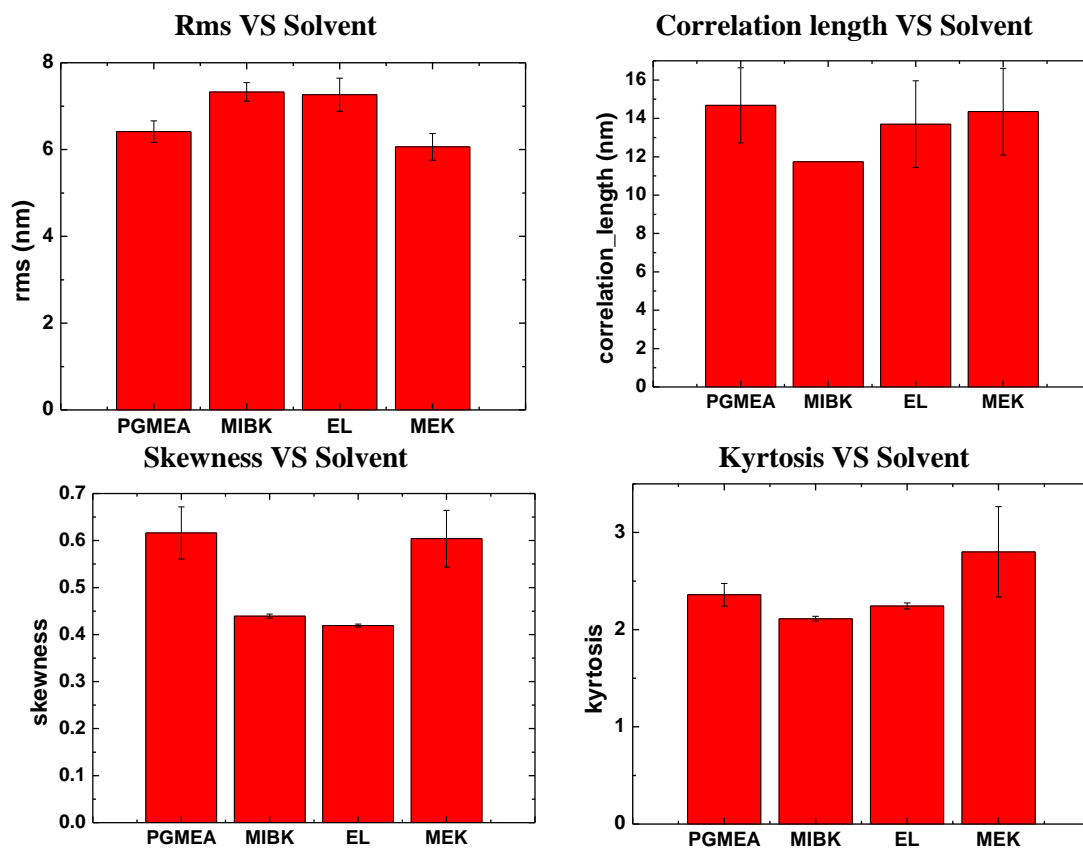 Rms VS Solvent
8
6
4
2
0
rms (nm)
PGMEA MIBK EL MEK
Correlation length VS Solvent
16
14
12
10
8
6
4
2
0
correlation_length (nm)
PGMEA MIBK EL MEK
Skewness VS Solvent
0.7
0.6
0.5
0.4
0.3
0.2
0.1
0.0
skewness
PGMEA MIBK EL MEK
Kyrtosis VS Solvent
3
2
1
0
kyrtosis
PGMEA MIBK EL MEK